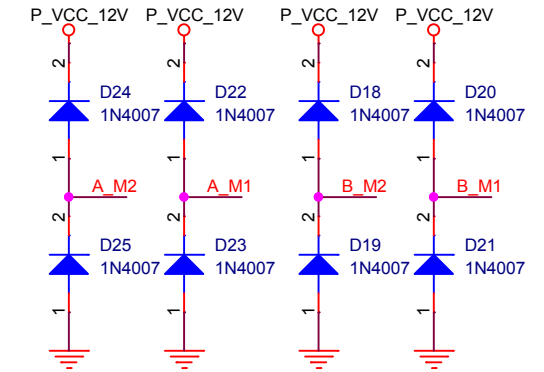 P_VCC_12V P_VCC_12V P_VCC_12V P_VCC_12V
2 2 2 2
D24 D22 D18 D20
1N4007 1N4007 1N4007 1N4007
1 1 1 1
A_M2 A_M1 B_M2 B_M1
2 2 2 2
D25 D23 D19 D21
1N4007 1N4007 1N4007 1N4007
1 1 1 1